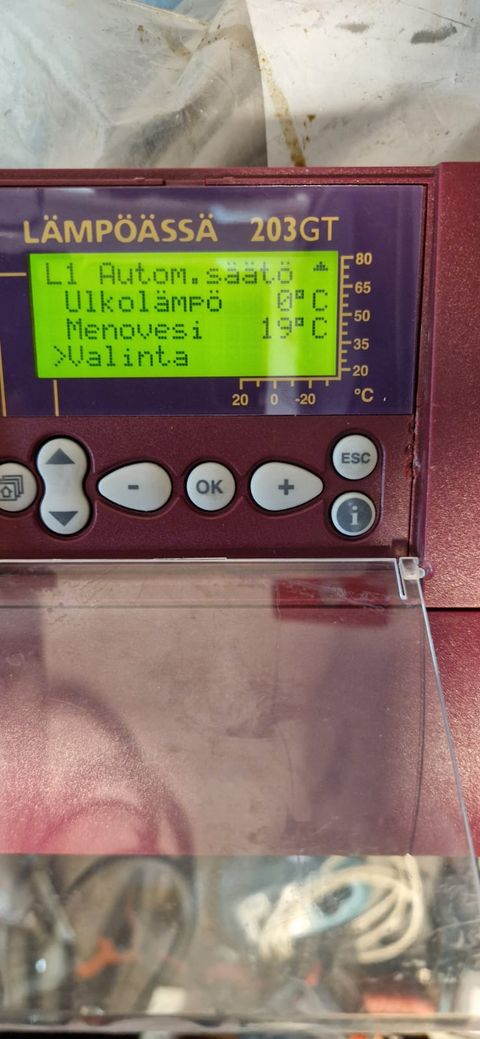 LÄMPÖÄSSÄ 203GT
L1 Autom.säätö
Ulkolämpö 0°C
Menovesi 19°C
>Valinta
80
65
50
35
20
20 0 -20 °C
- OK +
ESC
i